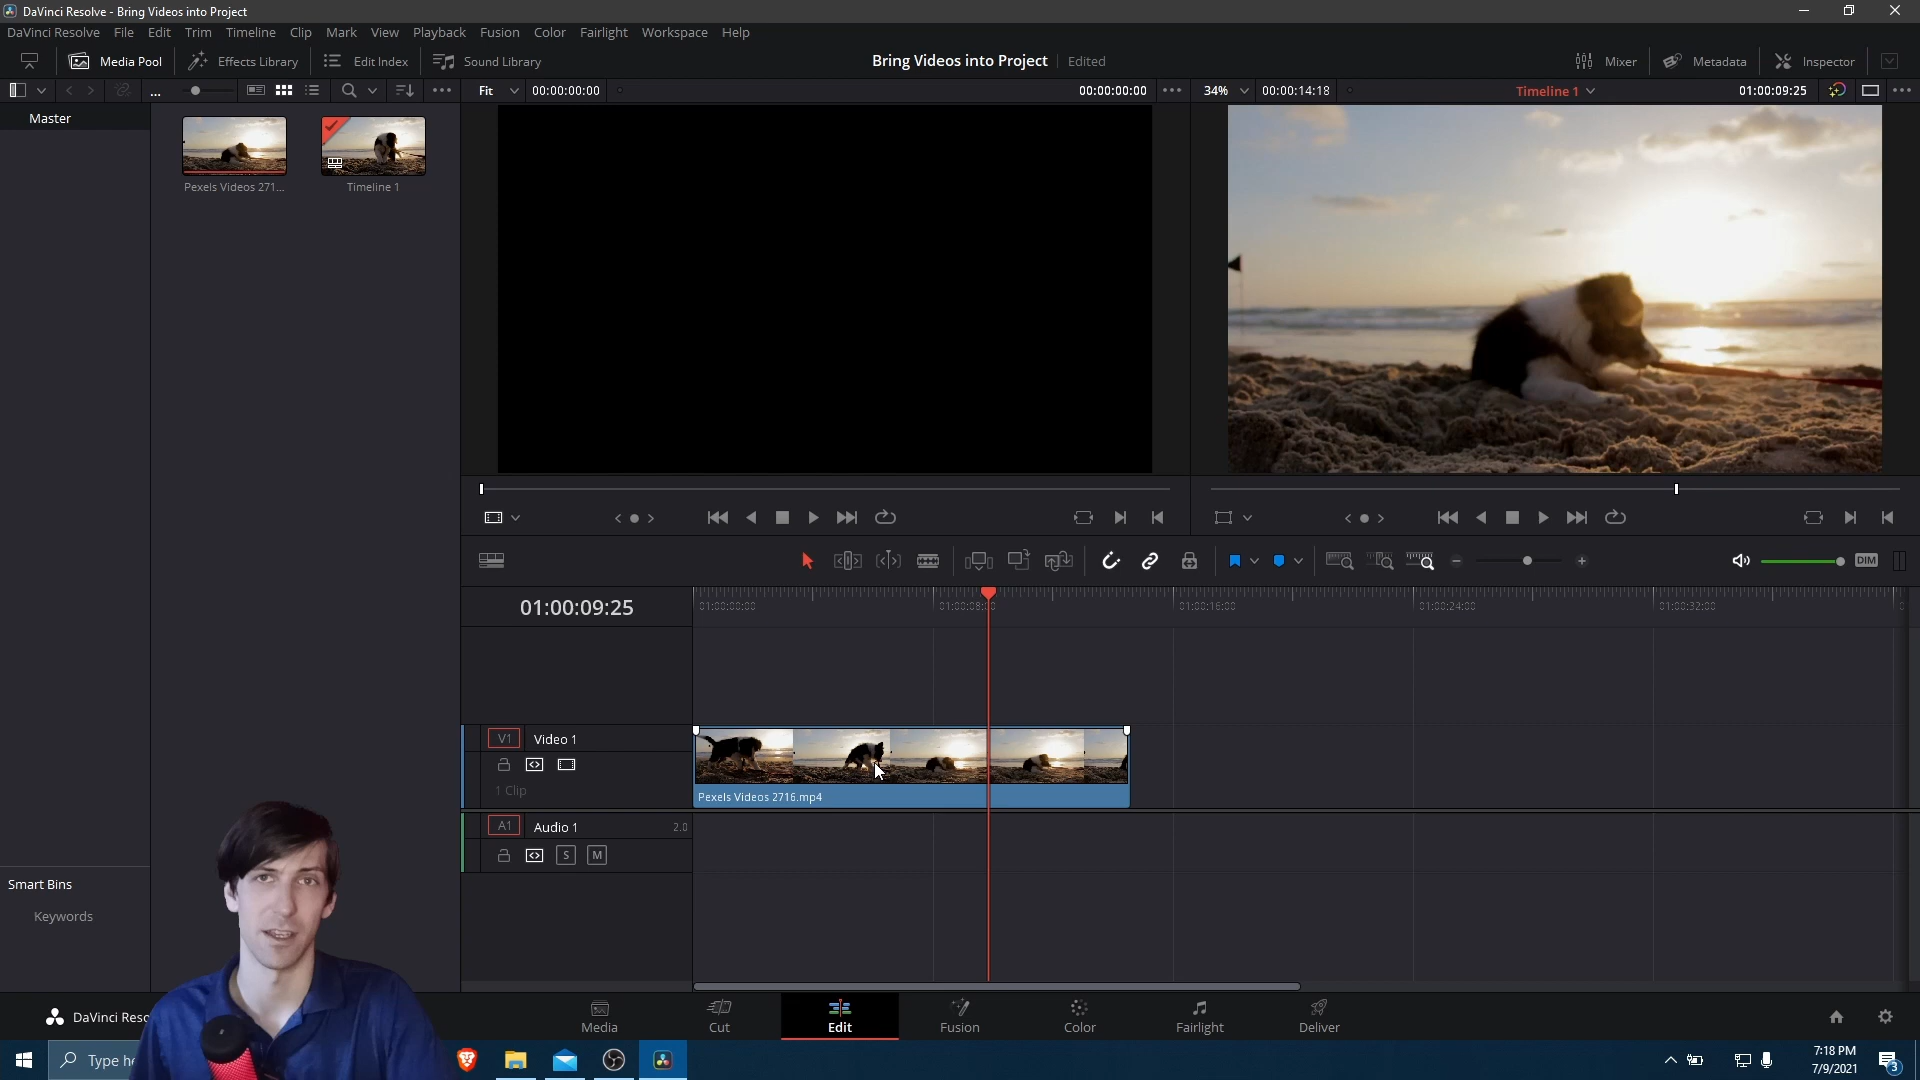 DaVinci Resolve - Bring Videos into Project
DaVinci Resolve File Edit Trim Timeline Clip Mark View Playback Fusion Color Fairlight Workspace Help
Media Pool Effects Library Edit Index Sound Library
Bring Videos into Project Edited
Mixer Metadata Inspector
Fit 00:00:00:00 00:00:00:00
34% 00:00:14:18 Timeline 1 01:00:09:25
Master
Pexels Videos 271...
Timeline 1
DIM
01:00:09:25
01:00:00:00 01:00:08:00 01:00:16:00 01:00:24:00 01:00:32:00
V1 Video 1
1 Clip
Pexels Videos 2716.mp4
A1 Audio 1 2.0
S M
Smart Bins
Keywords
DaVinci Reso
Media Cut Edit Fusion Color Fairlight Deliver
Type he
7:18 PM
7/9/2021
3